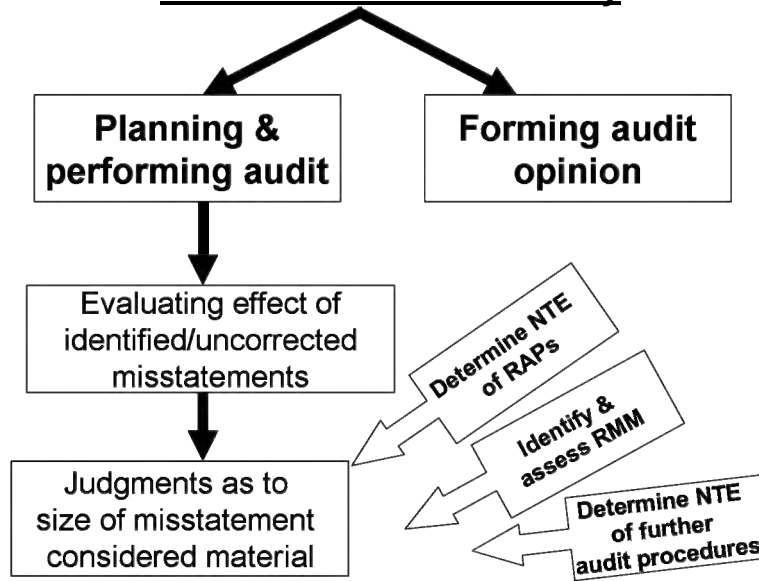 Planning &
performing audit
Forming audit
opinion
Evaluating effect of
identified/uncorrected
misstatements
Determine NTE
of RAPs
Identify &
assess RMM
Judgments as to
size of misstatement
considered material
Determine NTE
of further
audit procedures